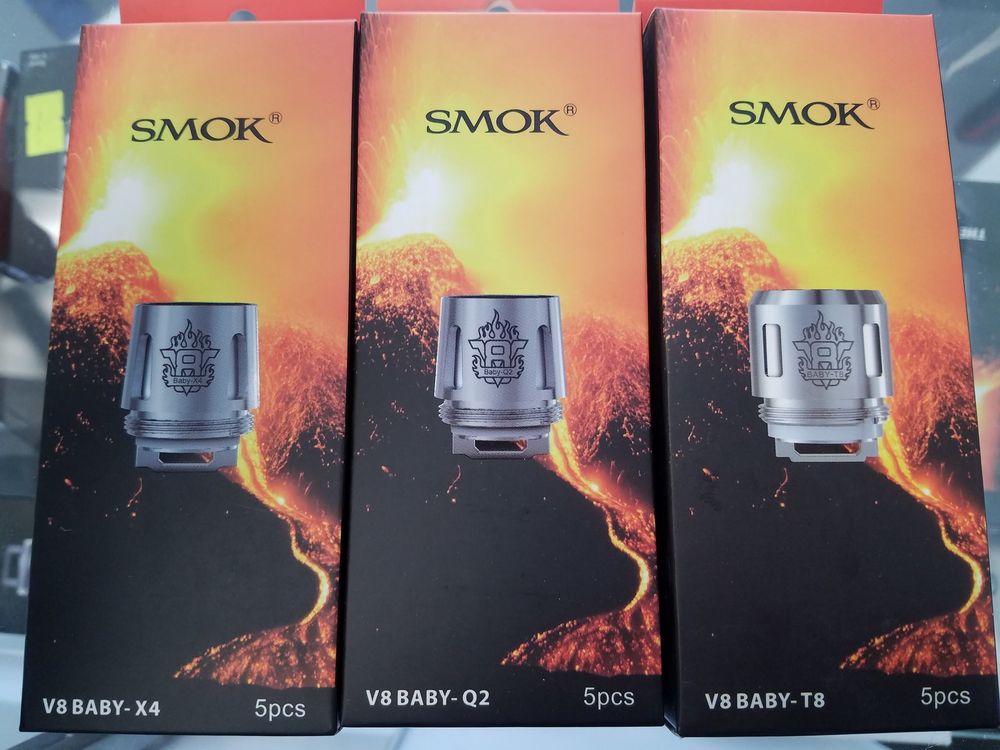 SMOK®
Baby-X4
V8 BABY- X4
5pcs
SMOK®
Baby-Q2
V8 BABY- Q2
5pcs
SMOK®
BABY-T8
V8 BABY- T8
5pcs
THE